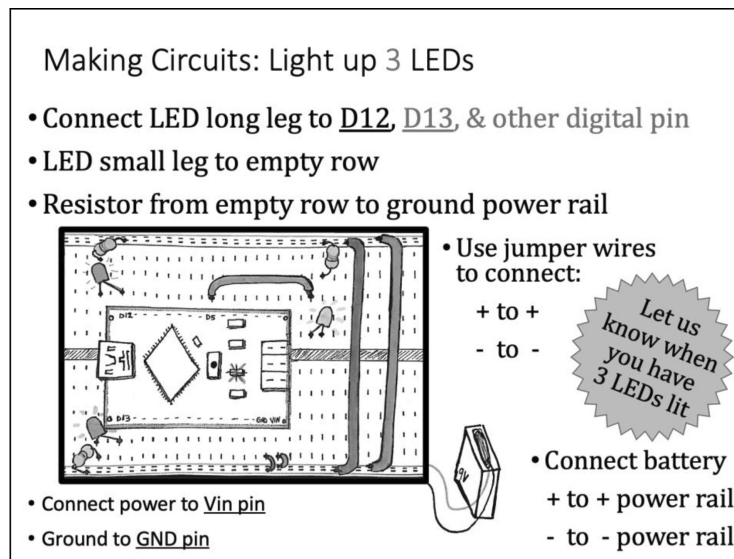 Making Circuits: Light up 3 LEDs
• Connect LED long leg to D12, D13, & other digital pin
• LED small leg to empty row
• Resistor from empty row to ground power rail
• Use jumper wires
to connect:
+ to +
- to -
Let us
know when
you have
3 LEDs lit
D12
D5
D13
GND VIN
9V
• Connect power to Vin pin
• Ground to GND pin
• Connect battery
+ to + power rail
- to - power rail